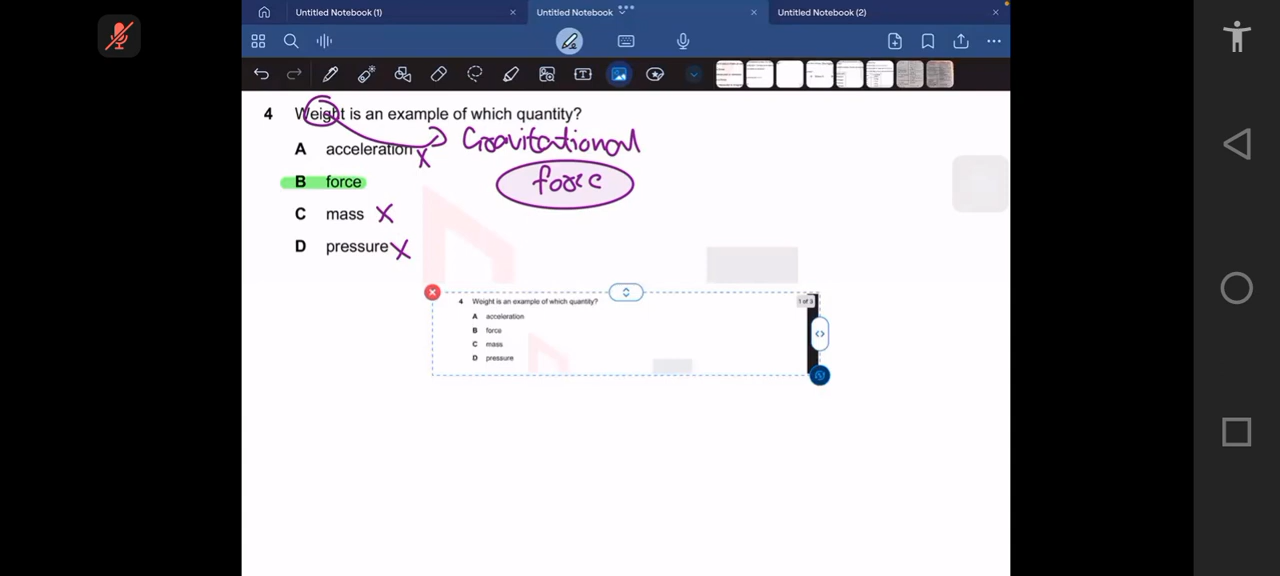 Untitled Notebook (1)
Untitled Notebook
Untitled Notebook (2)
4 Weight is an example of which quantity?
Gravitational
A acceleration X
force
B force
C mass X
D pressure X
1 of 3
4 Weight is an example of which quantity?
A acceleration
B force
C mass
D pressure